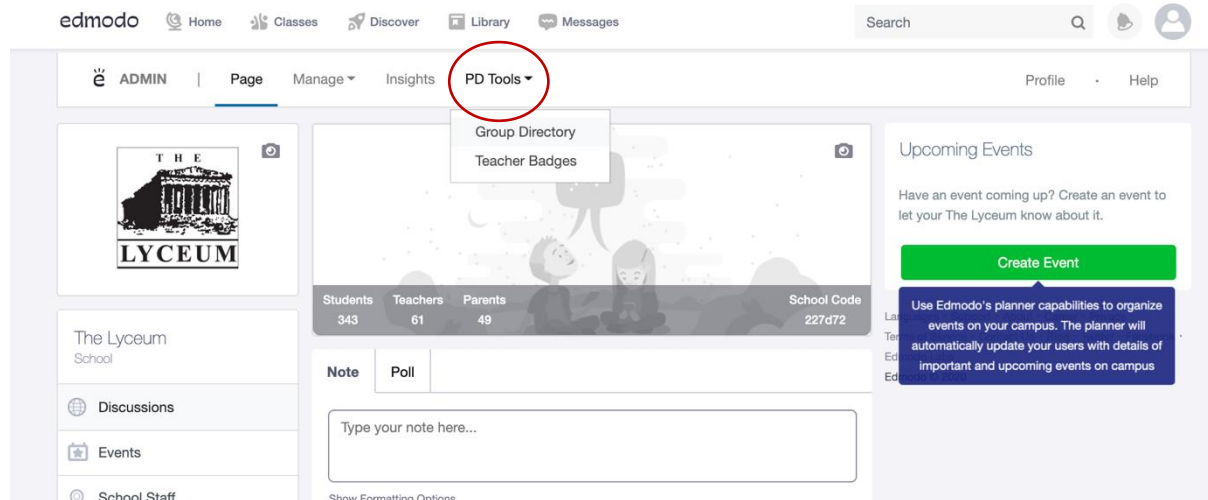 edmodo Home Classes Discover Library Messages Search
ë ADMIN | Page Manage Insights PD Tools Profile · Help
Group Directory
Teacher Badges
THE
LYCEUM
Students Teachers Parents School Code
343 61 49 227d72
The Lyceum
School
Discussions
Events
School Staff
Note Poll
Type your note here...
Show Formatting Options
Upcoming Events
Have an event coming up? Create an event to
let your The Lyceum know about it.
Create Event
Use Edmodo's planner capabilities to organize
events on your campus. The planner will
automatically update your users with details of
important and upcoming events on campus